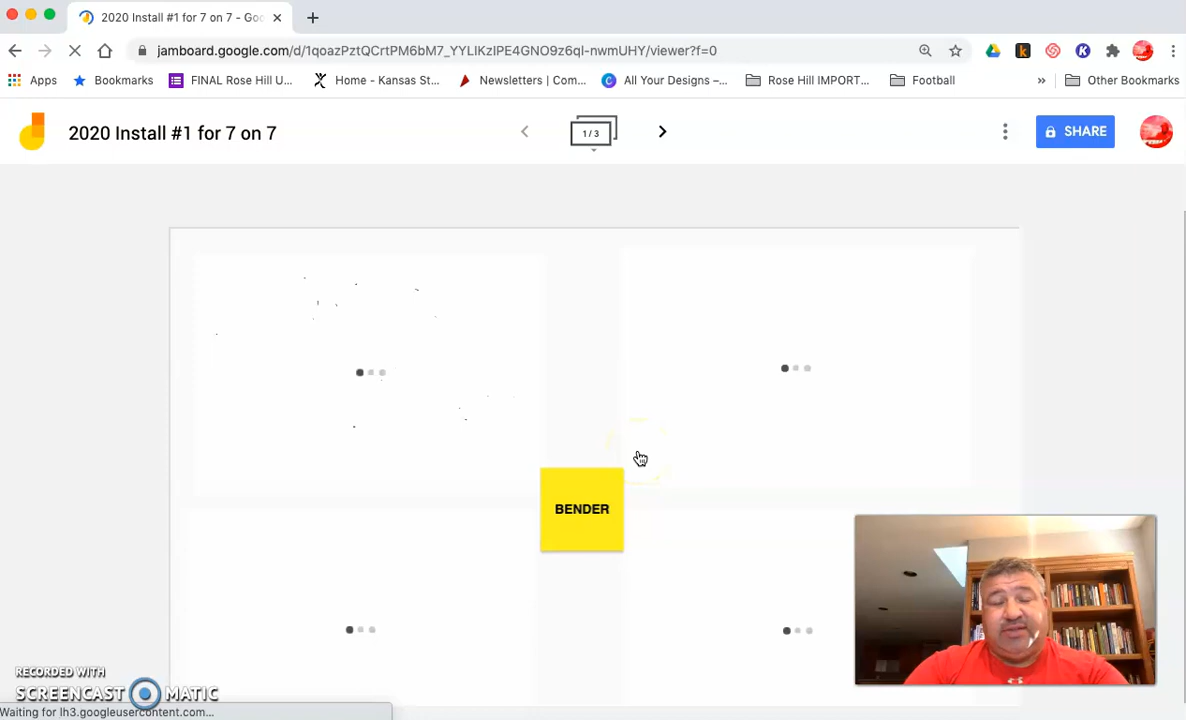 2020 Install #1 for 7 on 7 - Goo
jamboard.google.com/d/1qoazPztQCrtPM6bM7_YYLIKzIPE4GNO9z6qI-nwmUHY/viewer?f=0
Apps
Bookmarks
FINAL Rose Hill U...
Home - Kansas St...
Newsletters | Com...
All Your Designs –...
Rose Hill IMPORT...
Football
»
Other Bookmarks
2020 Install #1 for 7 on 7
1 / 3
SHARE
BENDER
RECORDED WITH
SCREENCAST MATIC
Waiting for lh3.googleusercontent.com...